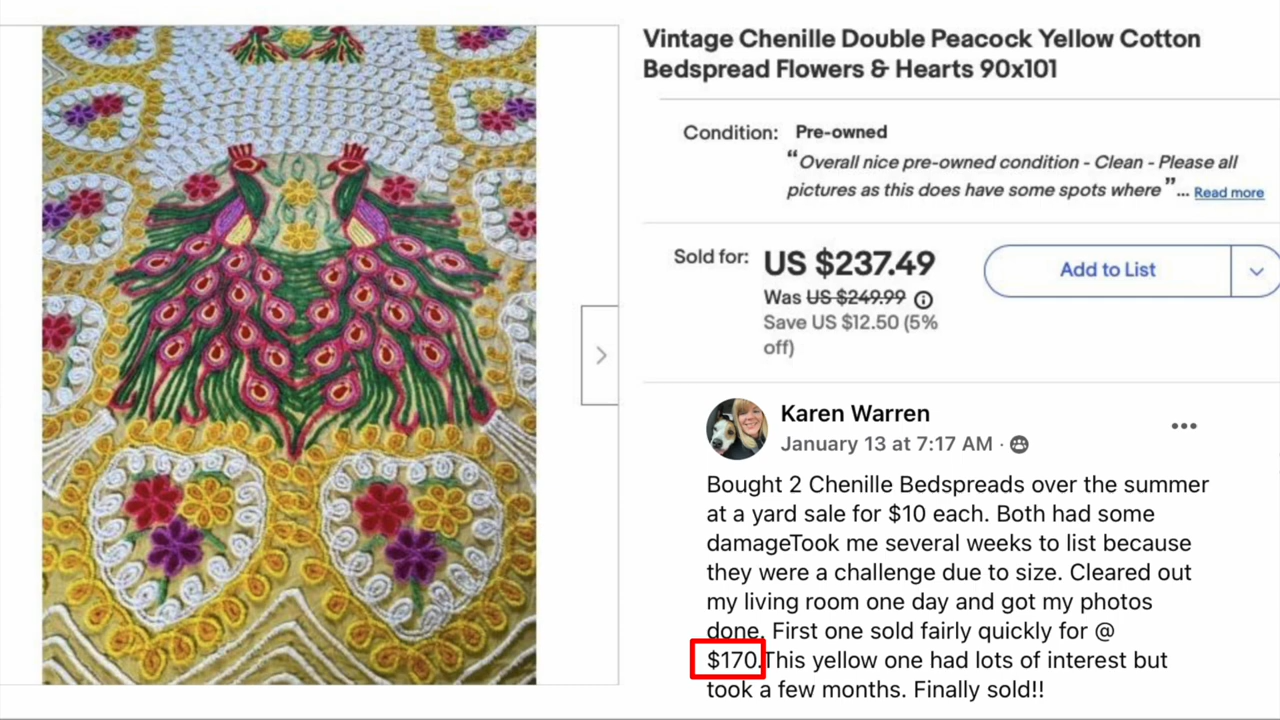 Vintage Chenille Double Peacock Yellow Cotton
Bedspread Flowers & Hearts 90x101
Condition: Pre-owned
“Overall nice pre-owned condition - Clean - Please all
pictures as this does have some spots where ”... Read more
Sold for: US $237.49
Add to List
Was US $249.99
Save US $12.50 (5%
off)
Karen Warren
January 13 at 7:17 AM ·
Bought 2 Chenille Bedspreads over the summer
at a yard sale for $10 each. Both had some
damageTook me several weeks to list because
they were a challenge due to size. Cleared out
my living room one day and got my photos
done. First one sold fairly quickly for @
$170.This yellow one had lots of interest but
took a few months. Finally sold!!